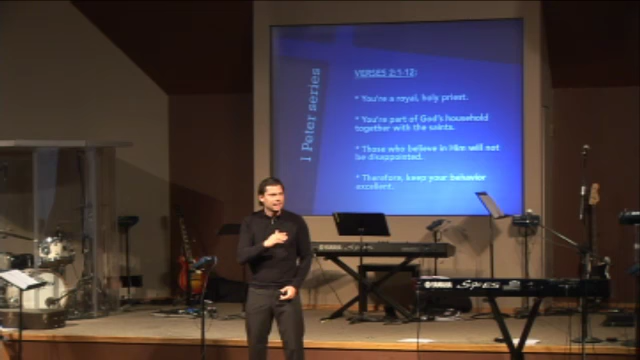 1 Peter series
VERSES 2:1-12:
* You're a royal, holy priest.
* You're part of God's household
together with the saints.
* Those who believe in Him will not
be disappointed.
* Therefore, keep your behavior
excellent.
YAMAHA
YAMAHA